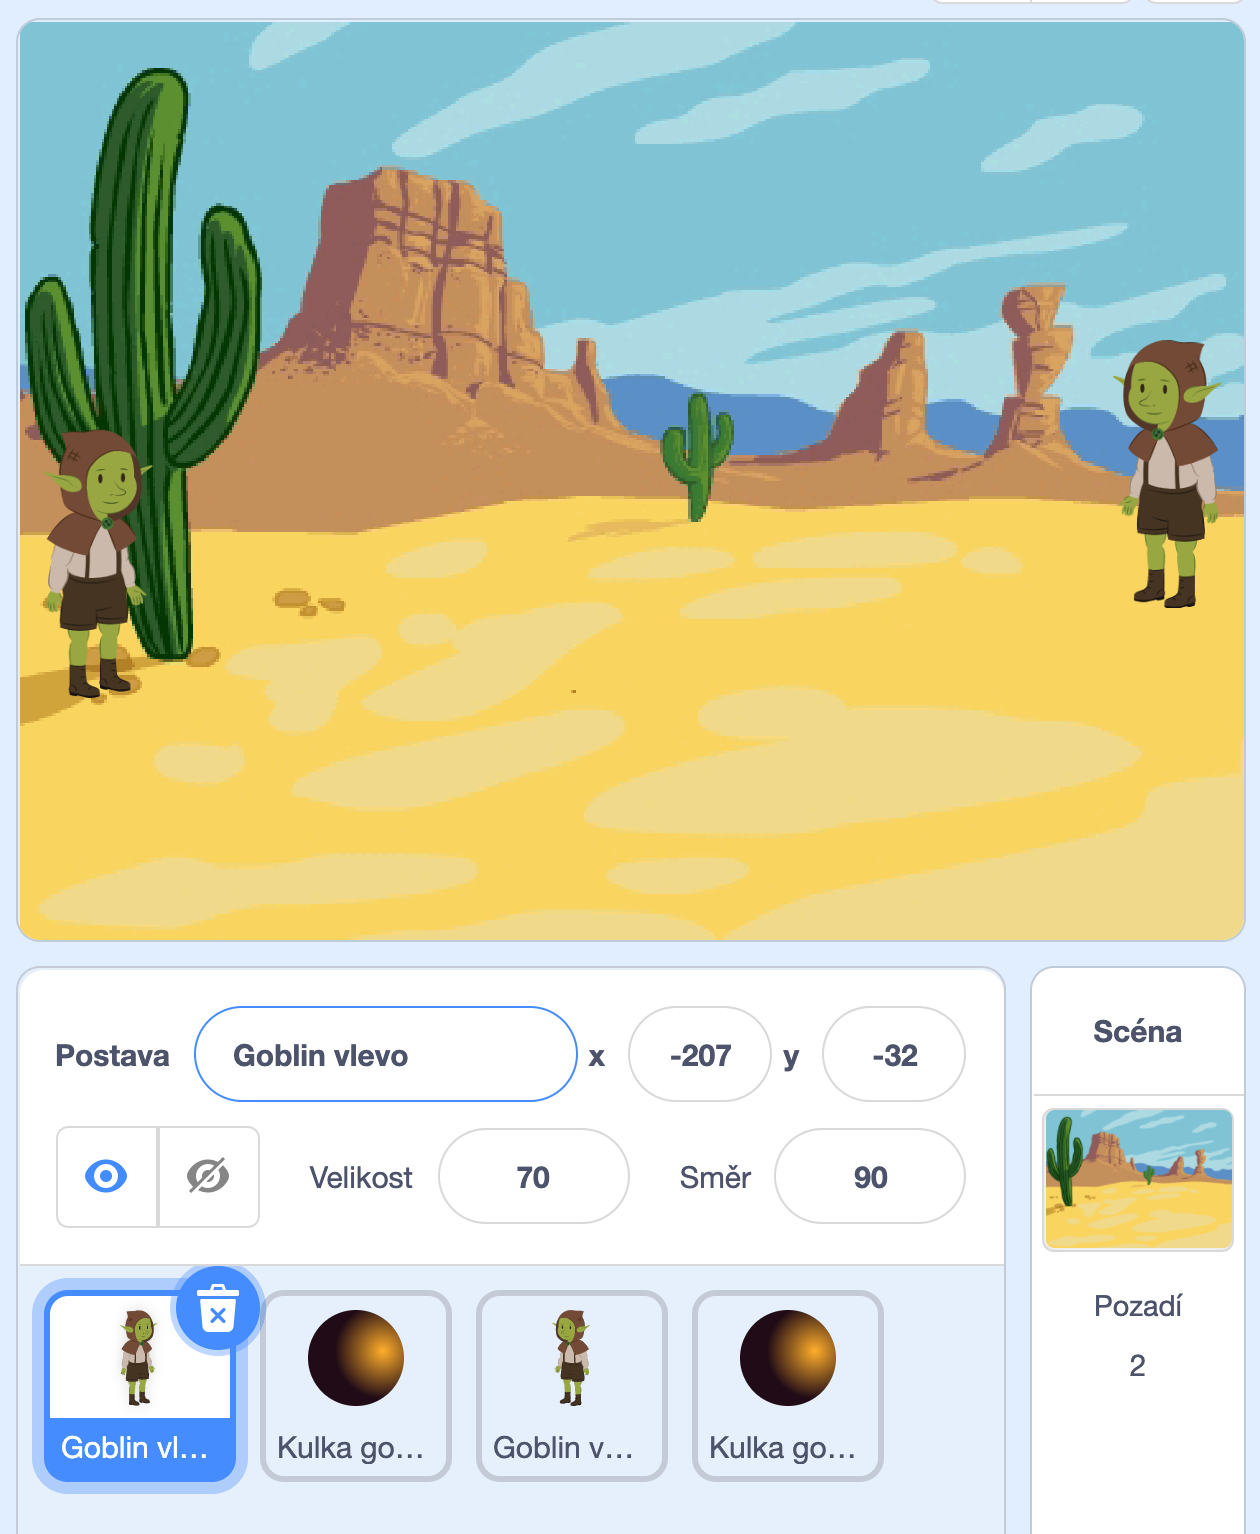 Postava Goblin vlevo x -207 y -32
Velikost 70 Směr 90
Goblin vl... Kulka go... Goblin v... Kulka go...
Scéna
Pozadí
2